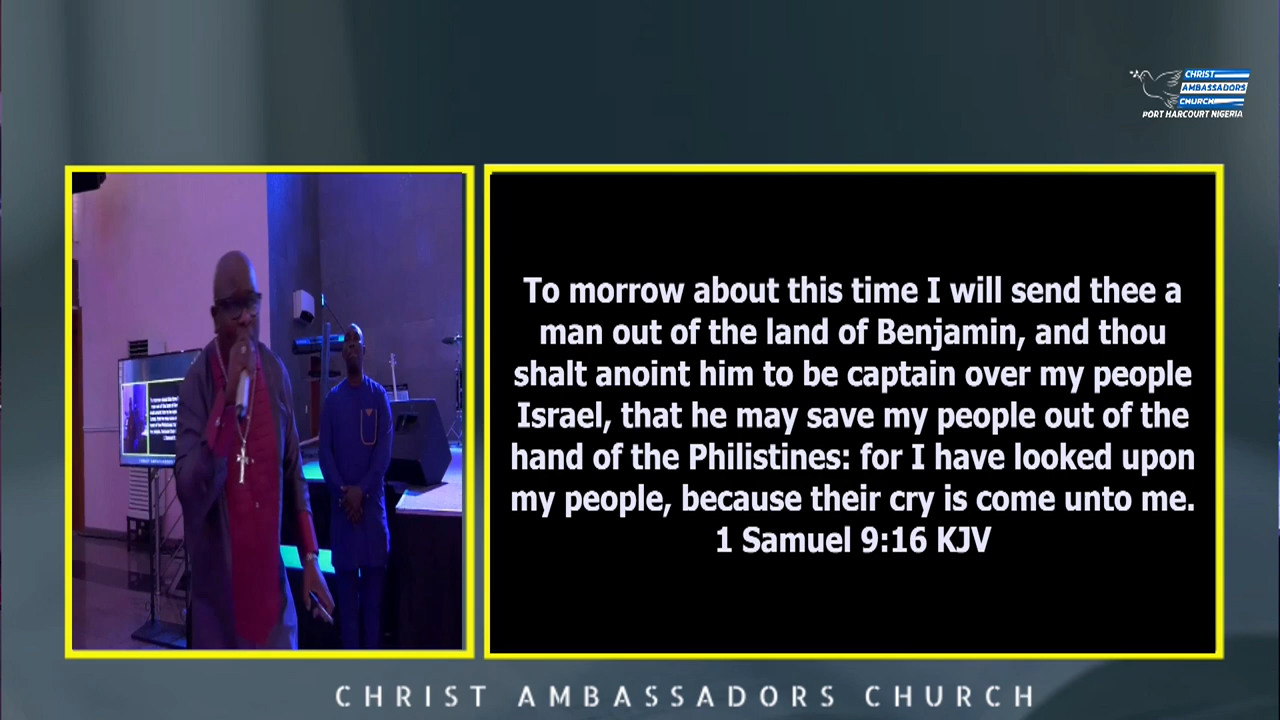 CHRIST
AMBASSADORS
CHURCH
PORT HARCOURT NIGERIA
To morrow about this time I will send thee a
man out of the land of Benjamin, and thou
shalt anoint him to be captain over my people
Israel, that he may save my people out of the
hand of the Philistines: for I have looked upon
my people, because their cry is come unto me.
1 Samuel 9:16 KJV
CHRIST AMBASSADORS CHURCH